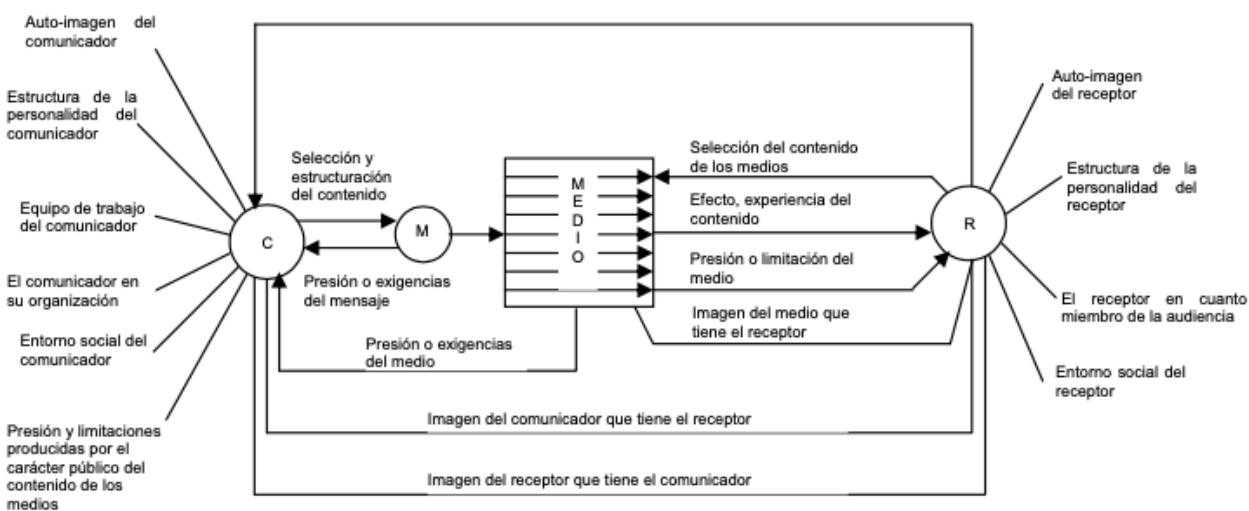 Auto-imagen del
comunicador
Estructura de la
personalidad del
comunicador
Equipo de trabajo
del comunicador
El comunicador en
su organización
Entorno social del
comunicador
Presión y limitaciones
producidas por el
carácter público del
contenido de los
medios
C
Selección y
estructuración
del contenido
M
Presión o exigencias
del mensaje
Presión o exigencias
del medio
M
E
D
I
O
Selección del contenido
de los medios
Efecto, experiencia del
contenido
Presión o limitación del
medio
Imagen del medio que
tiene el receptor
Imagen del comunicador que tiene el receptor
Imagen del receptor que tiene el comunicador
R
Auto-imagen
del receptor
Estructura de la
personalidad del
receptor
El receptor en cuanto
miembro de la audiencia
Entorno social del
receptor